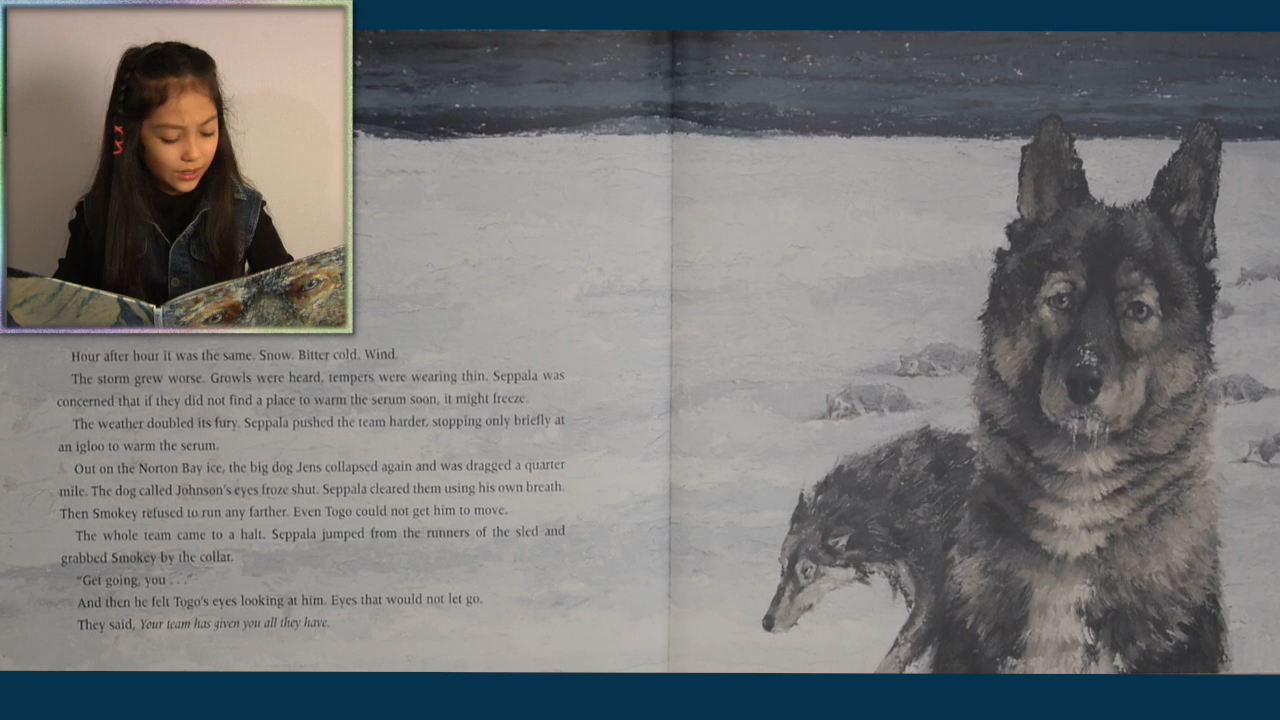 Hour after hour it was the same. Snow. Bitter cold. Wind.
The storm grew worse. Growls were heard, tempers were wearing thin. Seppala was
concerned that if they did not find a place to warm the serum soon, it might freeze.
The weather doubled its fury. Seppala pushed the team harder, stopping only briefly at
an igloo to warm the serum.
Out on the Norton Bay ice, the big dog Jens collapsed again and was dragged a quarter
mile. The dog called Johnson's eyes froze shut. Seppala cleared them using his own breath.
Then Smokey refused to run any farther. Even Togo could not get him to move.
The whole team came to a halt. Seppala jumped from the runners of the sled and
grabbed Smokey by the collar.
"Get going, you . . ."
And then he felt Togo's eyes looking at him. Eyes that would not let go.
They said, Your team has given you all they have.